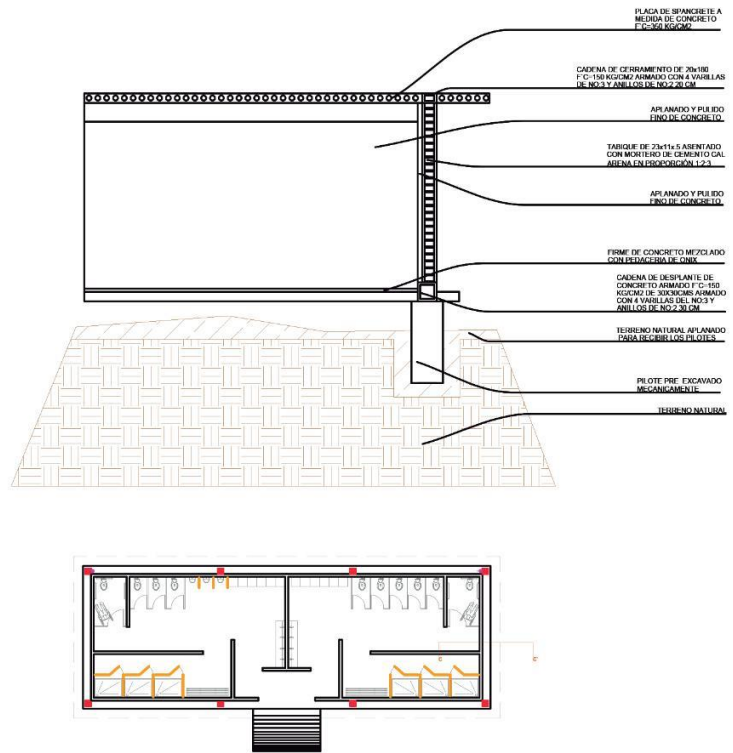 PLACA DE SPANCRETE A
MEDIDA DE CONCRETO
F´C=350 KG/CM2
CADENA DE CERRAMIENTO DE 20x180
F´C=150 KG/CM2 ARMADO CON 4 VARILLAS
DE NO:3 Y ANILLOS DE NO:2 20 CM
APLANADO Y PULIDO
FINO DE CONCRETO
TABIQUE DE 23x11x.5 ASENTADO
CON MORTERO DE CEMENTO CAL
ARENA EN PROPORCIÓN 1:2:3
APLANADO Y PULIDO
FINO DE CONCRETO
FIRME DE CONCRETO MEZCLADO
CON PEDACERIA DE ONIX
CADENA DE DESPLANTE DE
CONCRETO ARMADO F´C=150
KG/CM2 DE 30X30CMS ARMADO
CON 4 VARILLAS DEL NO:3 Y
ANILLOS DE NO:2 30 CM
TERRENO NATURAL APLANADO
PARA RECIBIR LOS PILOTES
PILOTE PRE EXCAVADO
MECANICAMENTE
TERRENO NATURAL